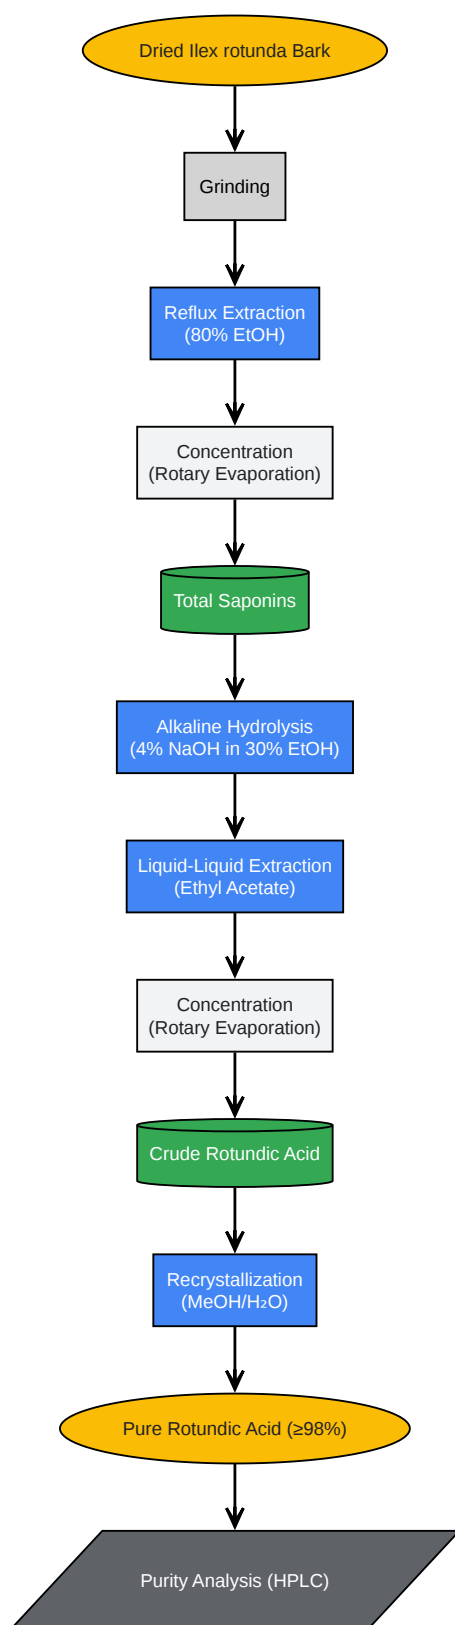 Dried Ilex rotunda Bark
Grinding
Reflux Extraction
(80% EtOH)
Concentration
(Rotary Evaporation)
Total Saponins
Alkaline Hydrolysis
(4% NaOH in 30% EtOH)
Liquid-Liquid Extraction
(Ethyl Acetate)
Concentration
(Rotary Evaporation)
Crude Rotundic Acid
Recrystallization
(MeOH/H₂O)
Pure Rotundic Acid (≥98%)
Purity Analysis (HPLC)